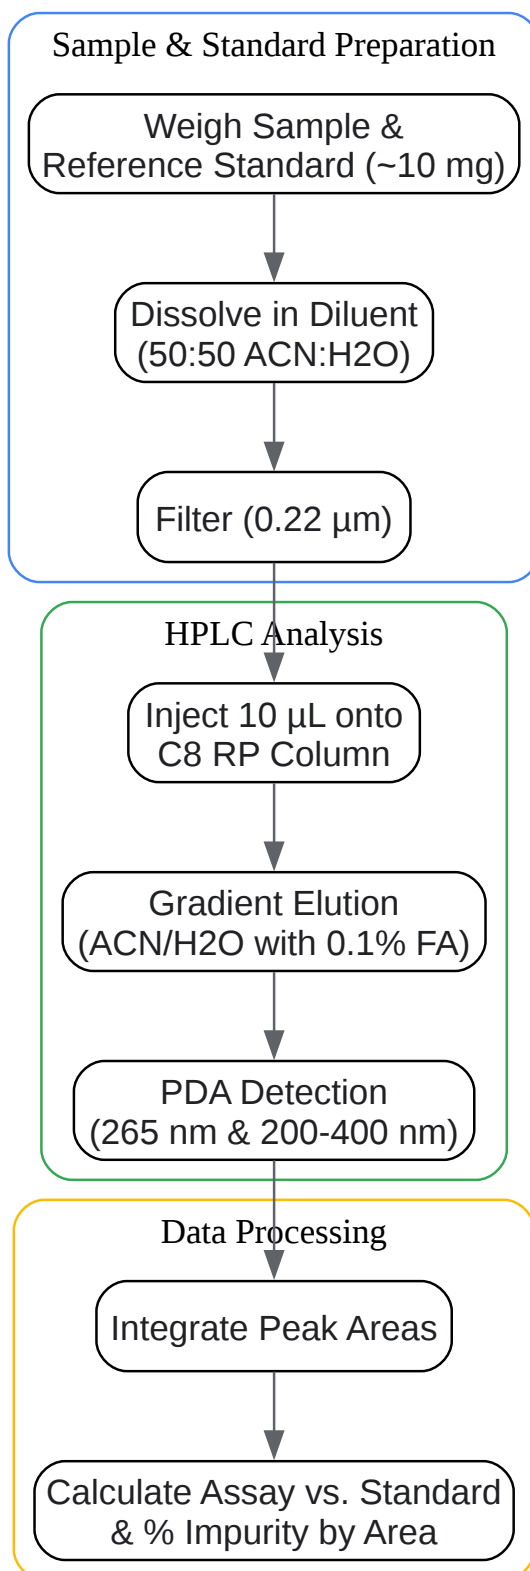 Sample & Standard Preparation
Weigh Sample &
Reference Standard (~10 mg)
Dissolve in Diluent
(50:50 ACN:H2O)
Filter (0.22 µm)
HPLC Analysis
Inject 10 µL onto
C8 RP Column
Gradient Elution
(ACN/H2O with 0.1% FA)
PDA Detection
(265 nm & 200-400 nm)
Data Processing
Integrate Peak Areas
Calculate Assay vs. Standard
& % Impurity by Area